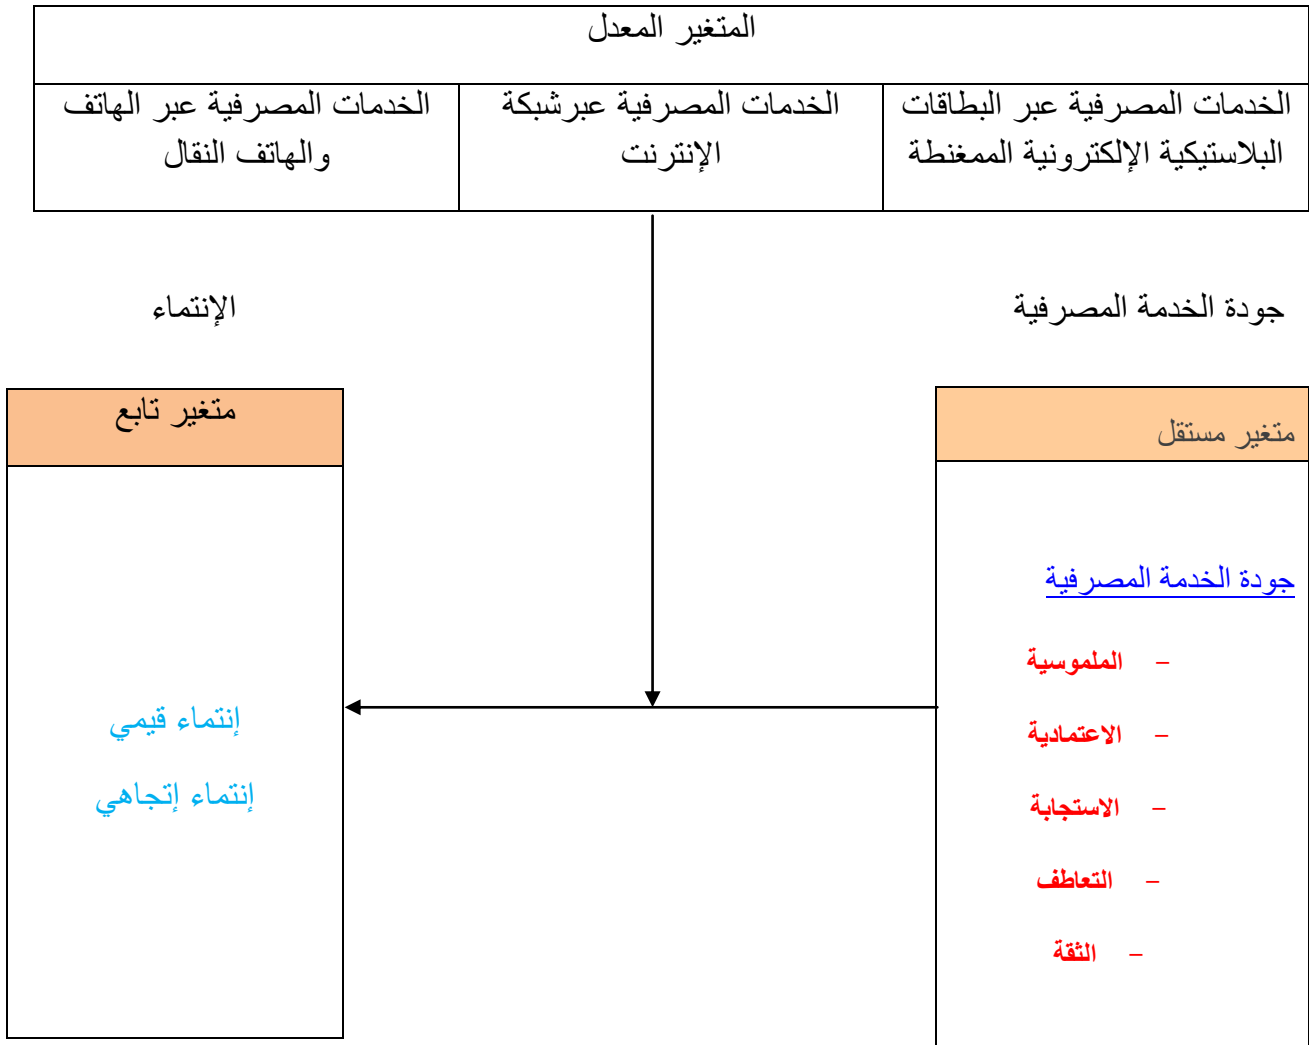 المتغير المعدل
الخدمات المصرفية عبر البطاقات
البلاستيكية الإلكترونية الممغنطة
الخدمات المصرفية عبرشبكة
الإنترنت
الخدمات المصرفية عبر الهاتف
والهاتف النقال
جودة الخدمة المصرفية
الإنتماء
متغير مستقل
جودة الخدمة المصرفية
- الملموسية
- الاعتمادية
- الاستجابة
- التعاطف
- الثقة
متغير تابع
إنتماء قيمي
إنتماء إتجاهي